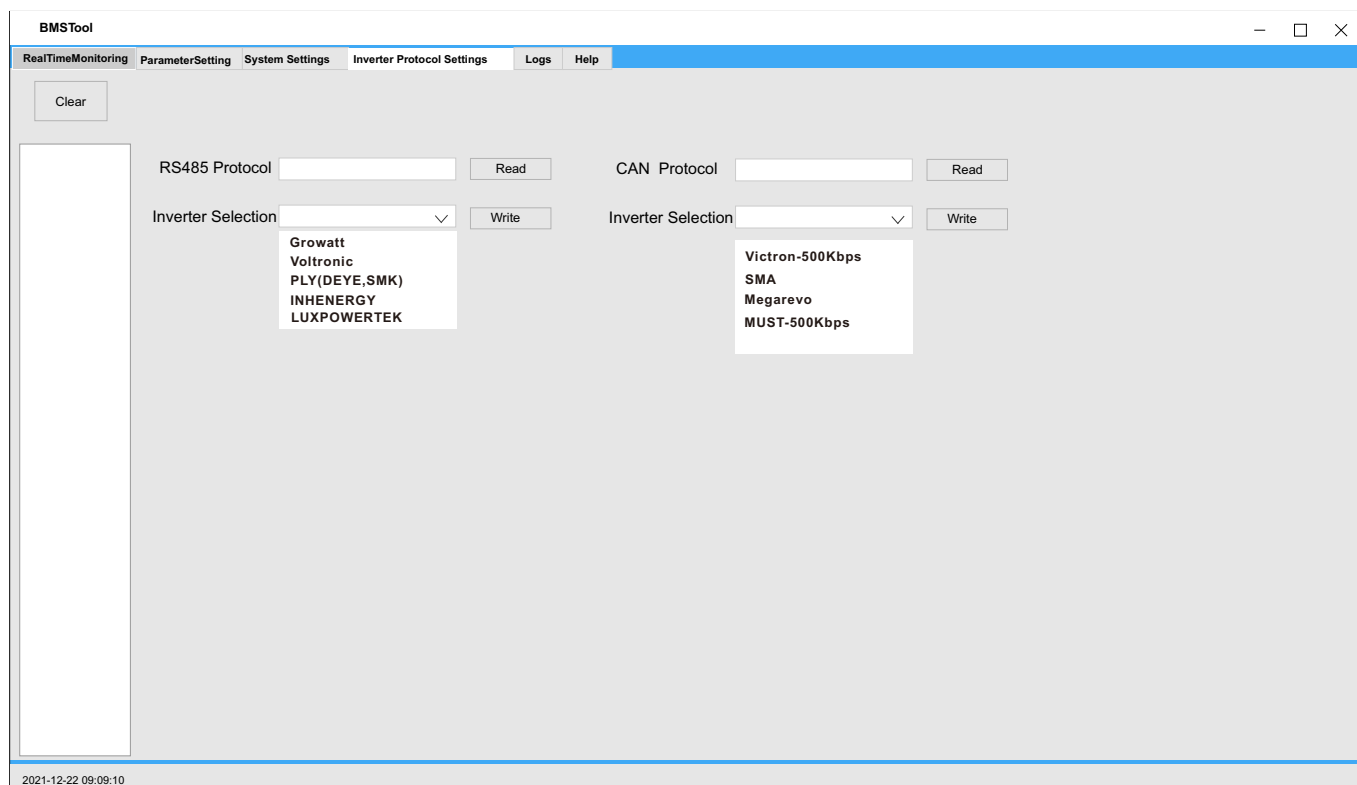 BMSTool
RealTimeMonitoring ParameterSetting System Settings Inverter Protocol Settings Logs Help
Clear
RS485 Protocol Read CAN Protocol Read
Inverter Selection Write Inverter Selection Write
Growatt
Voltronic
PLY(DEYE,SMK)
INHENERGY
LUXPOWERTEK
Victron-500Kbps
SMA
Megarevo
MUST-500Kbps
2021-12-22 09:09:10